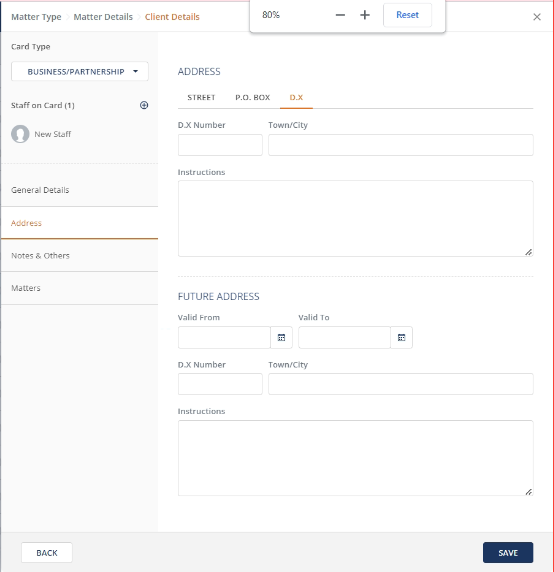 Matter Type / Matter Details / Client Details
80% Reset
Card Type
BUSINESS/PARTNERSHIP
Staff on Card (1)
New Staff
General Details
Address
Notes & Others
Matters
ADDRESS
STREET P.O. BOX D.X
D.X Number Town/City
Instructions
FUTURE ADDRESS
Valid From Valid To
D.X Number Town/City
Instructions
BACK SAVE